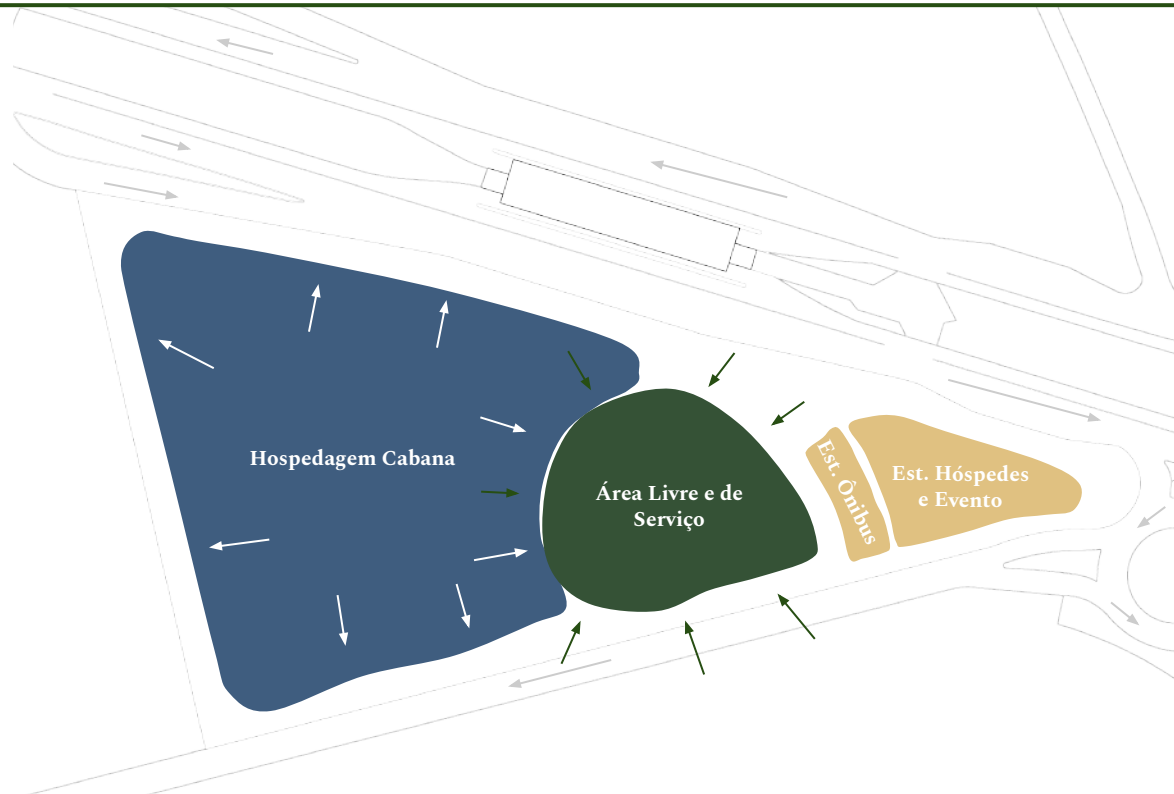 Hospedagem Cabana
Área Livre e de
Serviço
Est. Ônibus
Est. Hóspedes
e Evento